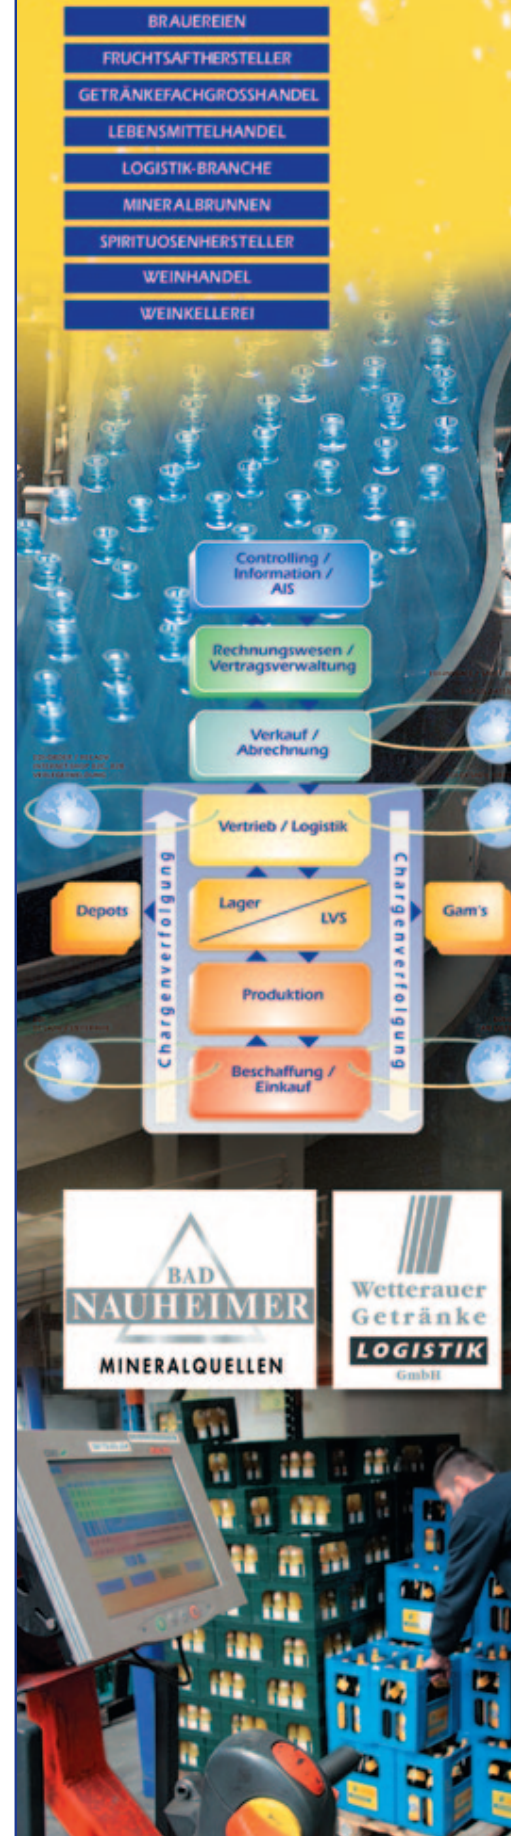 BRAUEREIEN
FRUCHTSAFTHERSTELLER
GETRÄNKEFACHGROSSHANDEL
LEBENSMITTELHANDEL
LOGISTIK-BRANCHE
MINERALBRUNNEN
SPIRITUOSENHERSTELLER
WEINHANDEL
WEINKELLEREI
Controlling /
Information /
AIS
Rechnungswesen /
Vertragsverwaltung
Verkauf /
Abrechnung
Vertrieb / Logistik
Chargenverfolgung
Chargenverfolgung
Depots
Lager
LVS
Gam's
Produktion
Beschaffung /
Einkauf
BAD
NAUHEIMER
MINERALQUELLEN
Wetterauer
Getränke
LOGISTIK
GmbH